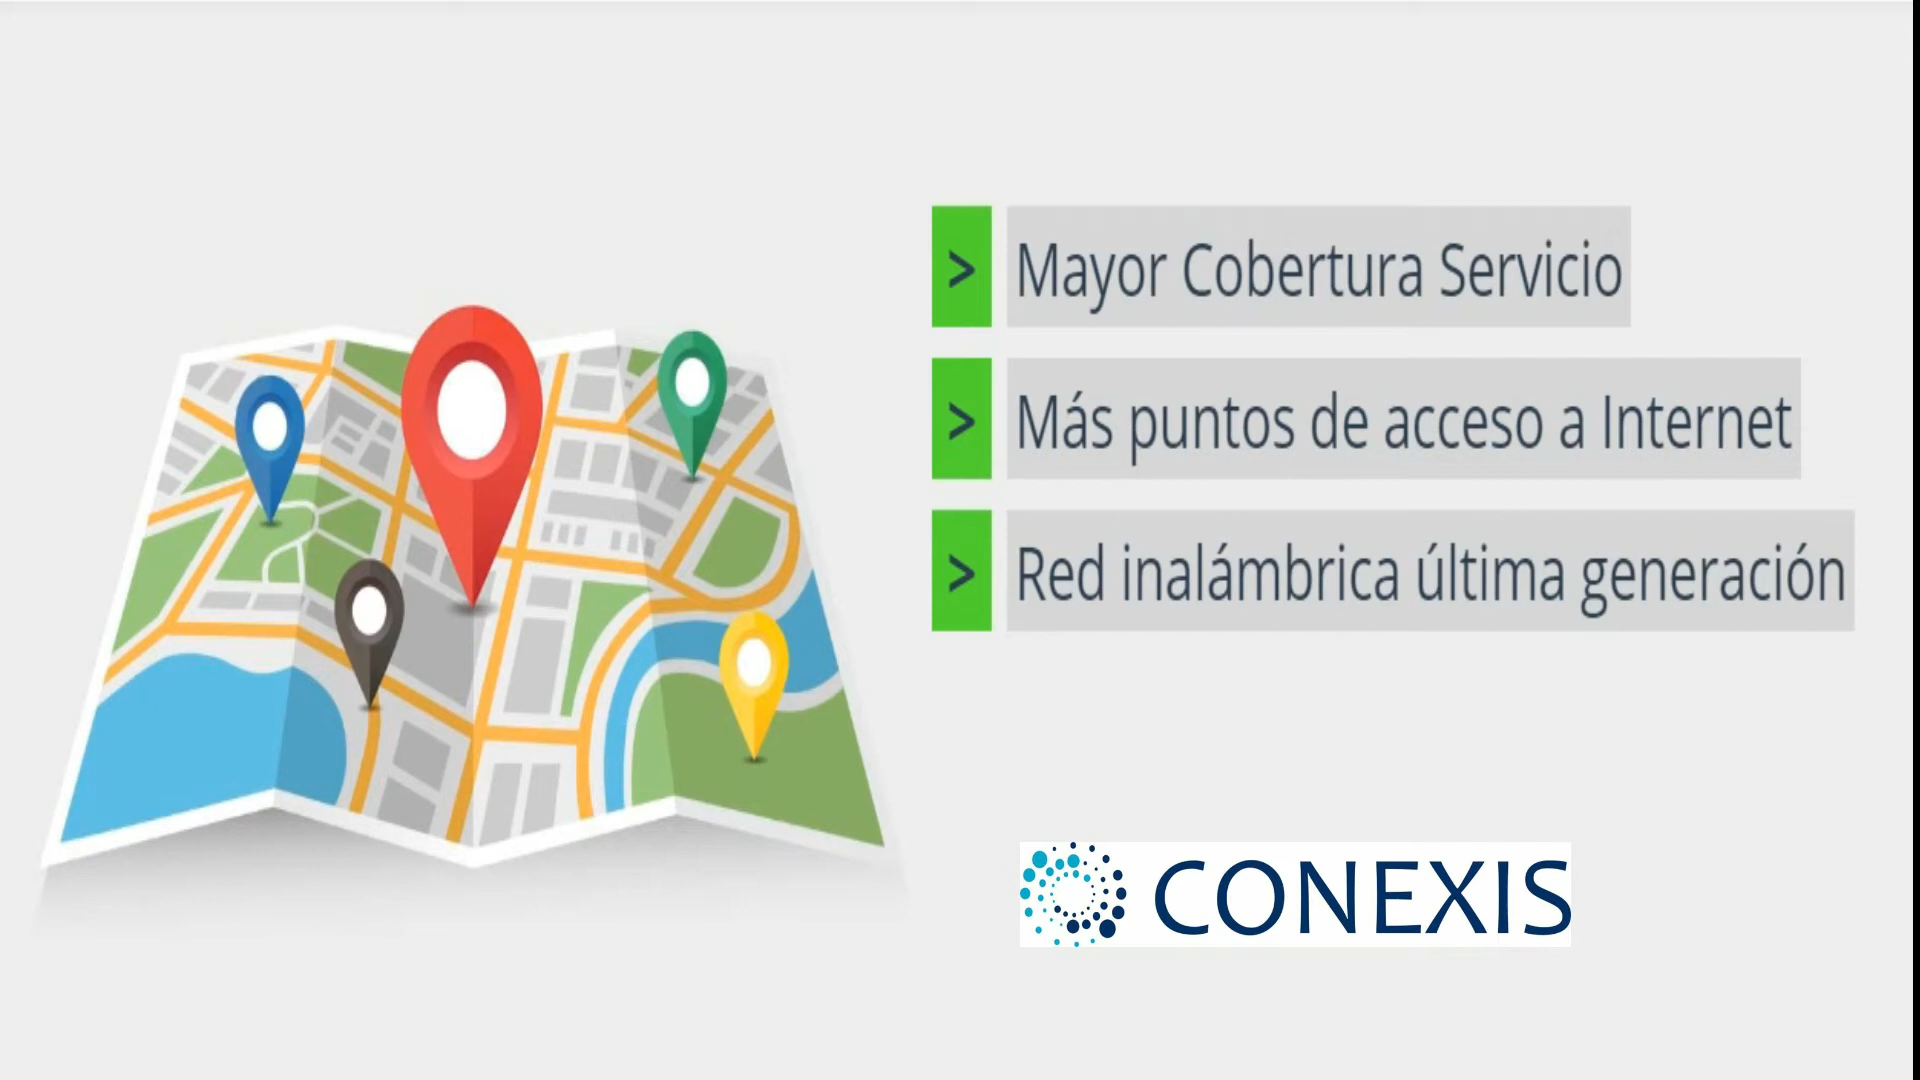 > Mayor Cobertura Servicio
> Más puntos de acceso a Internet
> Red inalámbrica última generación
CONEXIS